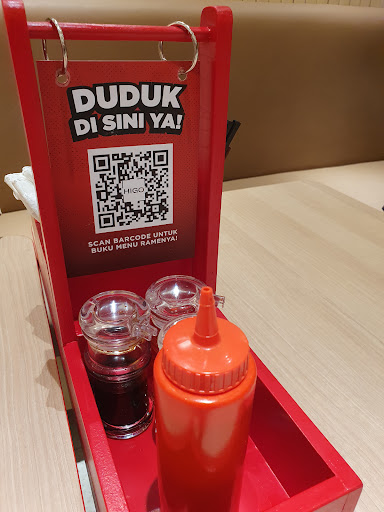 DUDUK
DI SINI YA!
HIGO
SCAN BARCODE UNTUK
BUKU MENU RAMENYA!